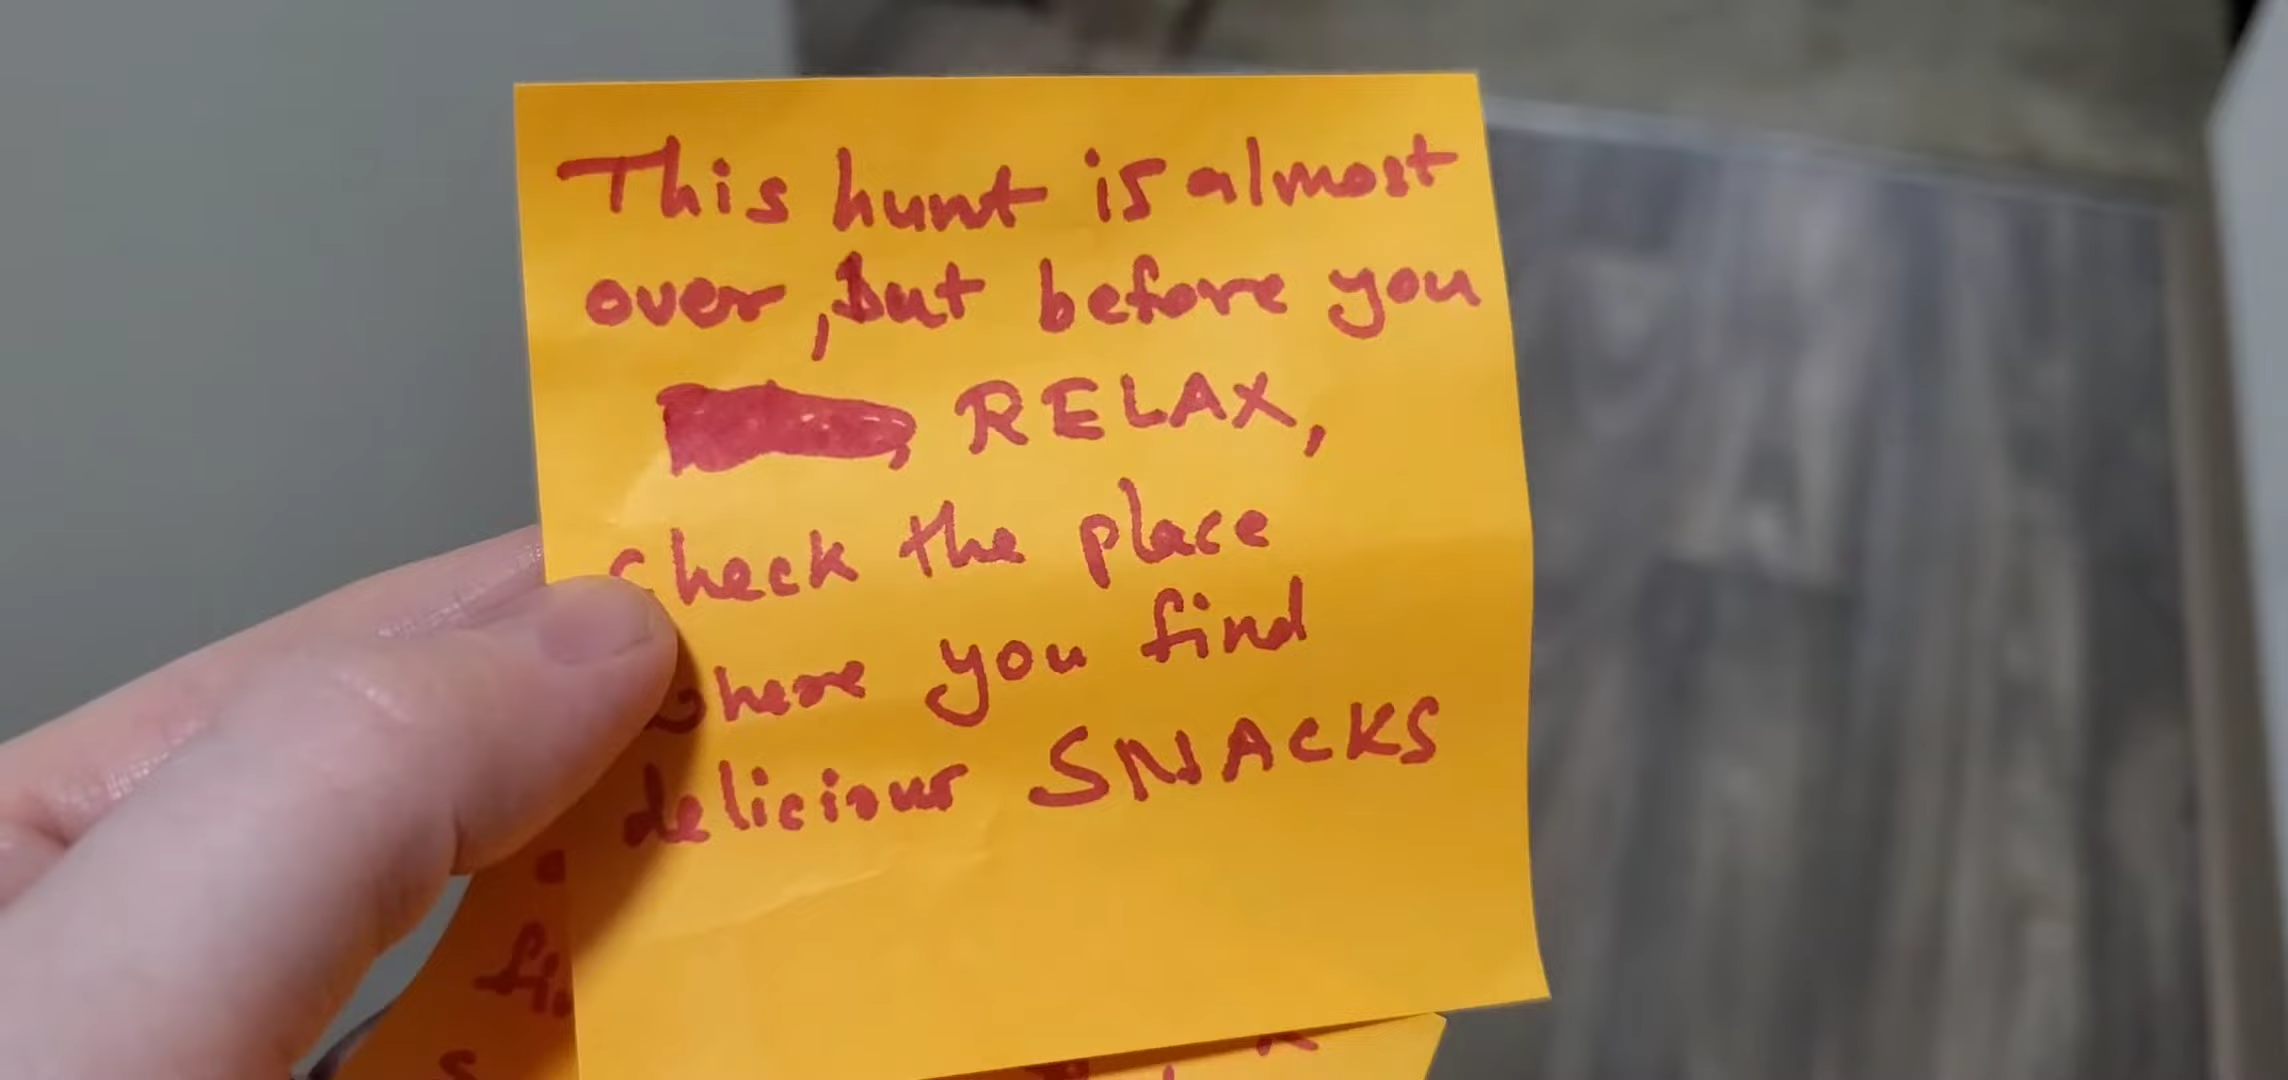 This hunt is almost
over, but before you
RELAX,
check the place
where you find
delicious SNACKS